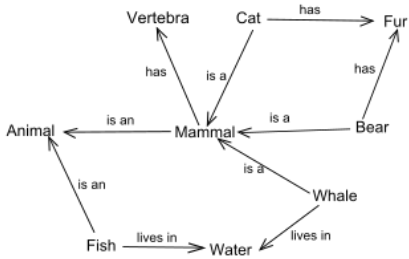 Vertebra
Cat
has
Fur
has
is a
has
Animal
is an
Mammal
is a
Bear
is an
is a
Whale
Fish
lives in
Water
lives in